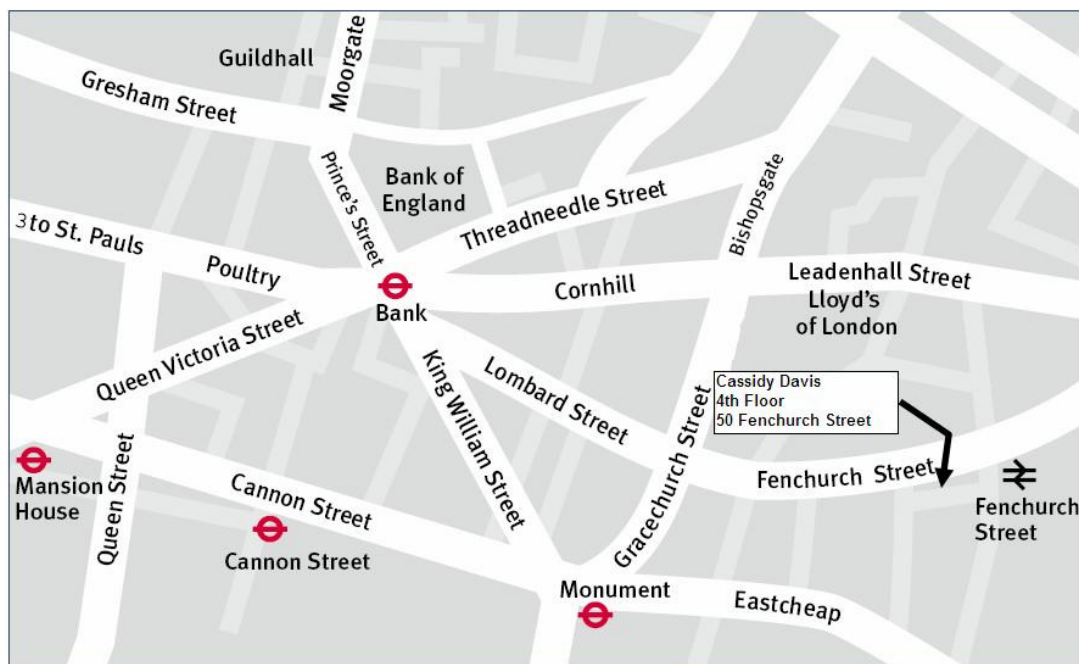 Guildhall
Moorgate
Gresham Street
Prince's Street
Bank of
England
Threadneedle Street
Bishopsgate
3to St. Pauls
Poultry
Bank
Cornhill
Leadenhall Street
Lloyd's
of London
Queen Victoria Street
King William Street
Lombard Street
Gracechurch Street
Cassidy Davis
4th Floor
50 Fenchurch Street
Fenchurch Street
Fenchurch
Street
Mansion
House
Queen Street
Cannon Street
Cannon Street
Monument
Eastcheap